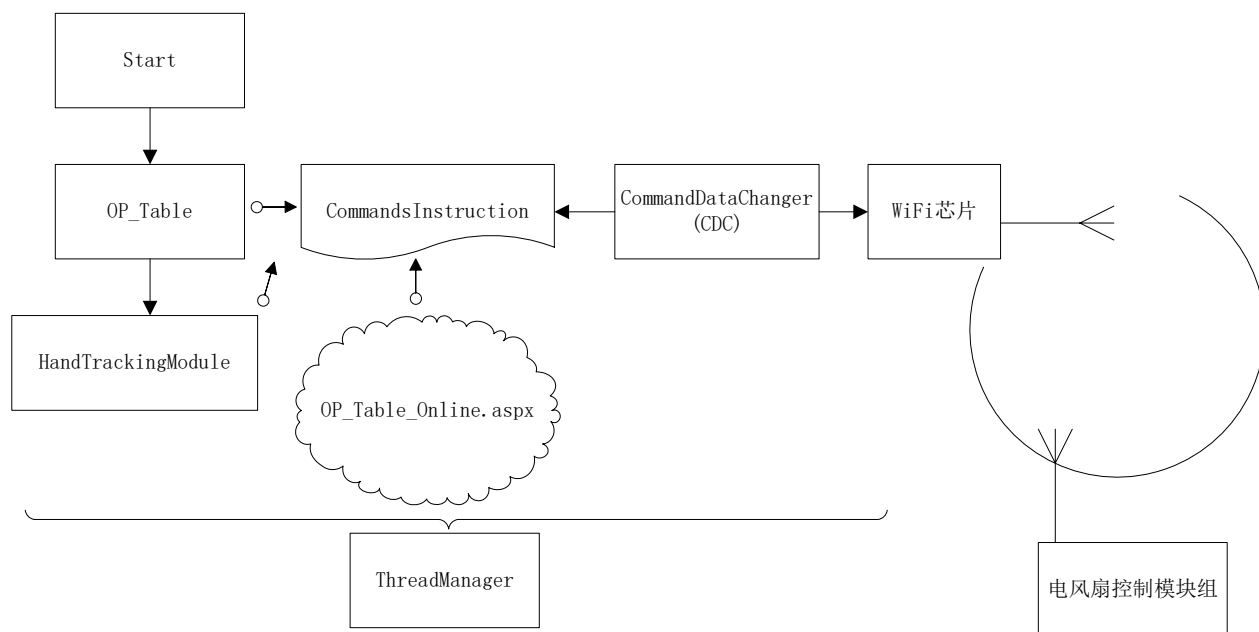 Start
OP_Table
CommandsInstruction
CommandDataChanger
(CDC)
WiFi芯片
HandTrackingModule
OP_Table_Online.aspx
ThreadManager
电风扇控制模块组